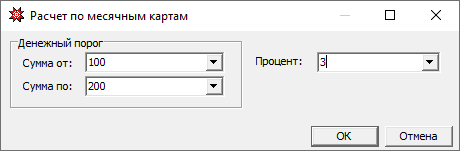 Расчет по месячным картам
Денежный порог
Сумма от: 100
Процент: 3
Сумма по: 200
OK Отмена